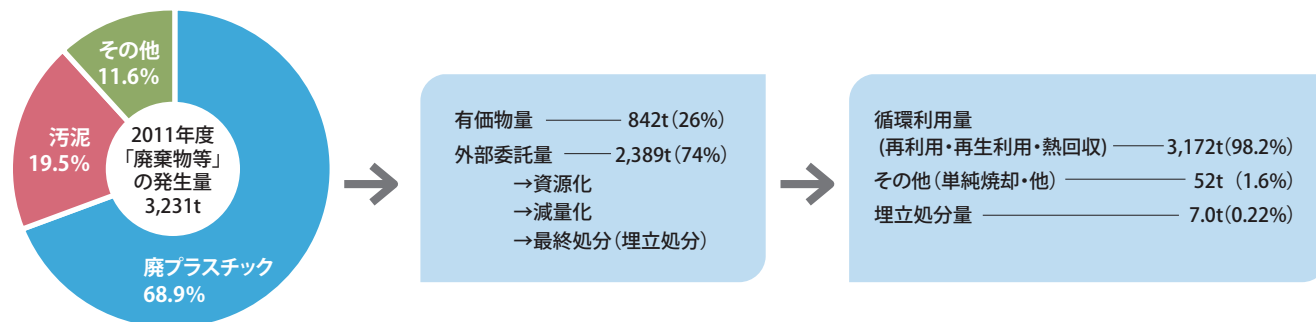 その他
11.6%
汚泥
19.5%
2011年度
「廃棄物等」
の発生量
3,231t
廃プラスチック
68.9%
有価物量 842t(26%)
外部委託量 2,389t(74%)
→資源化
→減量化
→最終処分(埋立処分)
循環利用量
(再利用・再生利用・熱回収) 3,172t(98.2%)
その他(単純焼却・他) 52t (1.6%)
埋立処分量 7.0t(0.22%)